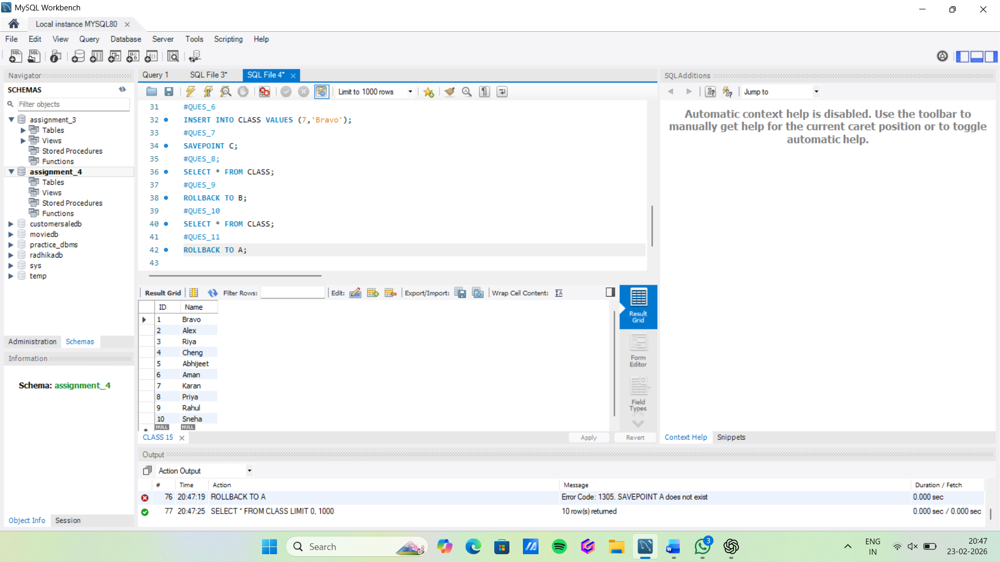 MySQL Workbench
Local instance MYSQL80
File Edit View Query Database Server Tools Scripting Help
Navigator
SCHEMAS
Filter objects
assignment_3
Tables
Views
Stored Procedures
Functions
assignment_4
Tables
Views
Stored Procedures
Functions
customersaledb
moviedb
practice_dbms
radhikadb
sys
temp
Administration Schemas
Information
Schema: assignment_4
Object Info Session
Query 1 SQL File 3* SQL File 4*
Limit to 1000 rows
31 #QUES_6
32 INSERT INTO CLASS VALUES (7,'Bravo');
33 #QUES_7
34 SAVEPOINT C;
35 #QUES_8;
36 SELECT * FROM CLASS;
37 #QUES_9
38 ROLLBACK TO B;
39 #QUES_10
40 SELECT * FROM CLASS;
41 #QUES_11
42 ROLLBACK TO A;
43
Result Grid Filter Rows: Edit: Export/Import: Wrap Cell Content:
ID Name
1 Bravo
2 Alex
3 Riya
4 Cheng
5 Abhijeet
6 Aman
7 Karan
8 Priya
9 Rahul
10 Sneha
NULL NULL
Result
Grid
Form
Editor
Field
Types
CLASS 15 Apply Revert
SQLAdditions
Jump to
Automatic context help is disabled. Use the toolbar to
manually get help for the current caret position or to toggle
automatic help.
Context Help Snippets
Output
Action Output
# Time Action Message Duration / Fetch
76 20:47:19 ROLLBACK TO A Error Code: 1305. SAVEPOINT A does not exist 0.000 sec
77 20:47:25 SELECT * FROM CLASS LIMIT 0, 1000 10 row(s) returned 0.000 sec / 0.000 sec
Search
3
ENG
IN
20:47
23-02-2026